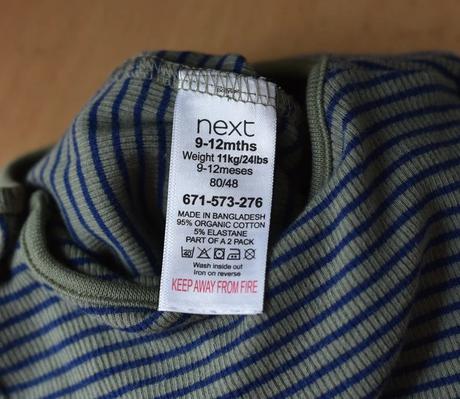 next
9-12mths
Weight 11kg/24lbs
9-12meses
80/48
671-573-276
MADE IN BANGLADESH
95% ORGANIC COTTON
5% ELASTANE
PART OF A 2 PACK
40
Wash inside out
Iron on reverse
KEEP AWAY FROM FIRE